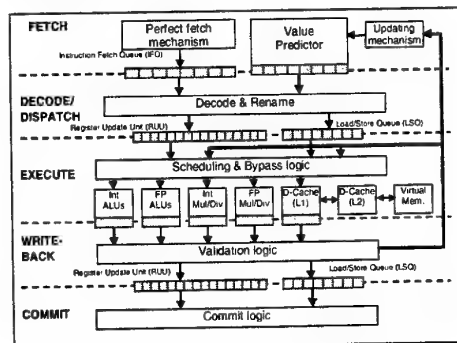 FETCH
Perfect fetch
mechanism
Value
Predictor
Updating
mechanism
Instruction Fetch Queue (IFQ)
DECODE/
DISPATCH
Decode & Rename
Register Update Unit (RUU)
Load/Store Queue (LSQ)
EXECUTE
Scheduling & Bypass logic
Int
ALUs
FP
ALUs
Int
Mul/Div
FP
Mul/Div
D-Cache
(L1)
D-Cache
(L2)
Virtual
Mem.
WRITE-
BACK
Validation logic
Register Update Unit (RUU)
Load/Store Queue (LSQ)
COMMIT
Commit logic